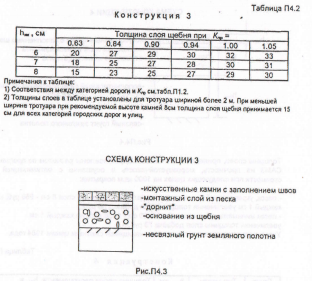 Таблица П4.2
Конструкция 3
hпл , см
Толщина слоя щебня при Kпр =
0.63 0.84 0.90 0.94 1.00 1.05
6 20 27 29 30 32 33
7 18 25 27 28 30 31
8 15 23 25 27 29 30
Примечания к таблице:
1) Соответствия между категорией дороги и Kпр см.табл.П1.2.
2) Толщины слоев в таблице установлены для тротуара шириной более 2 м. При меньшей
ширине тротуара при рекомендуемой высоте камней 8см толщина слоя щебня принимается 15
см для всех категорий городских дорог и улиц.
СХЕМА КОНСТРУКЦИИ 3
-искусственные камни с заполнением швов
-монтажный слой из песка
-"дорнит"
-основание из щебня
-несвязный грунт земляного полотна
Рис.П4.3